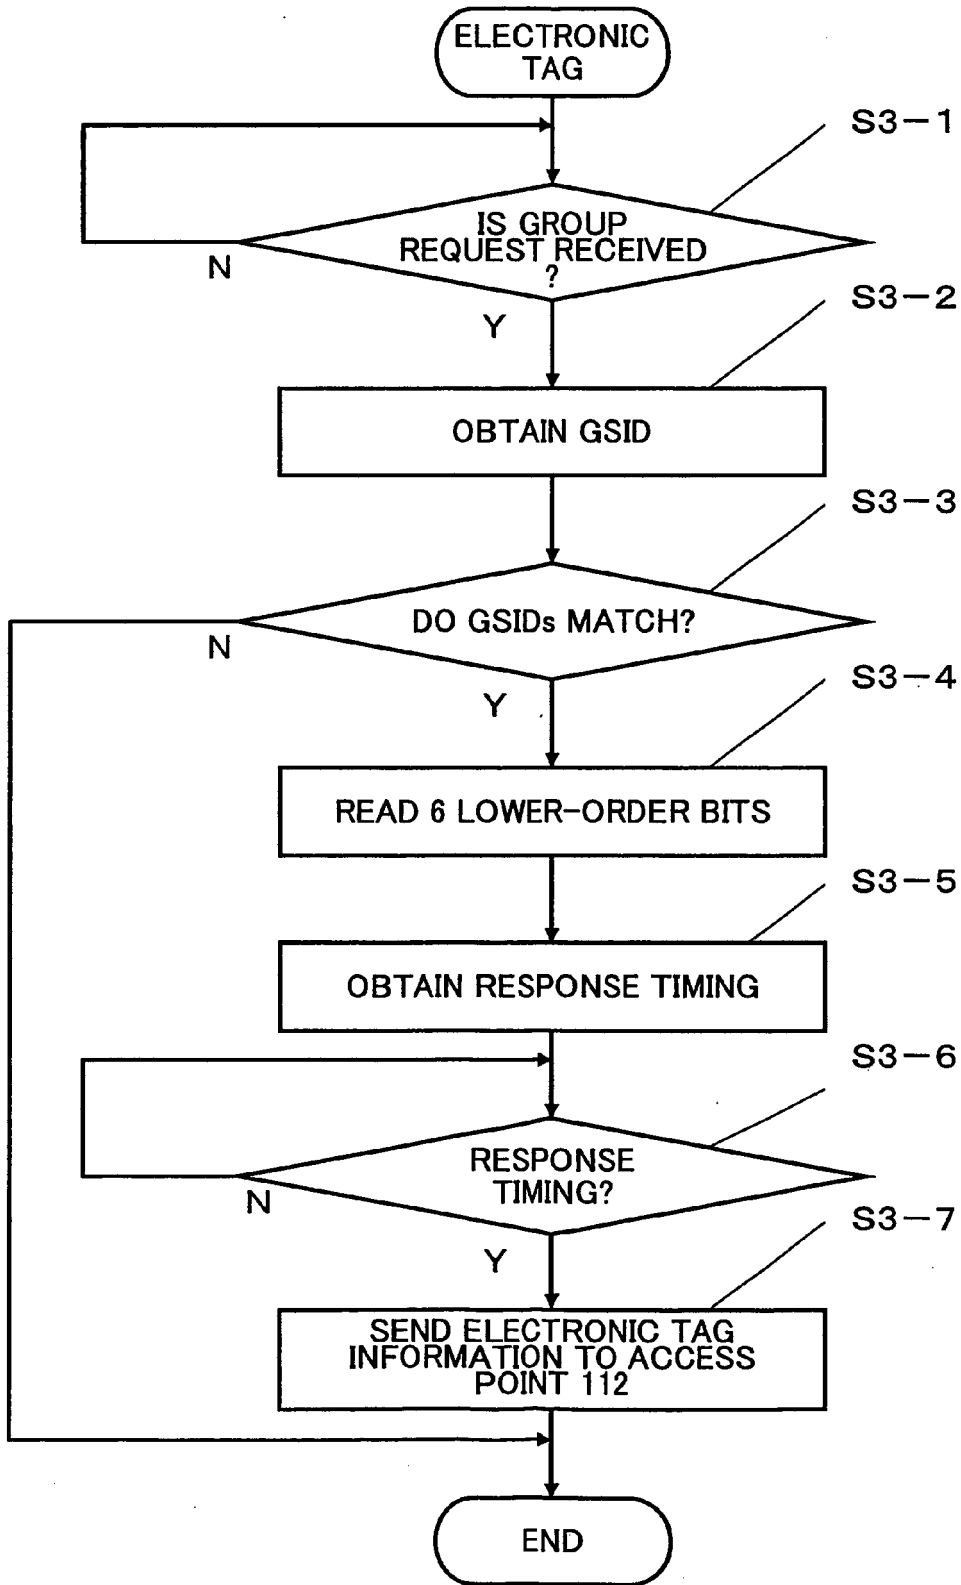 ELECTRONIC
TAG
S3-1
IS GROUP
REQUEST RECEIVED
?
N
Y
S3-2
OBTAIN GSID
S3-3
DO GSIDs MATCH?
N
Y
S3-4
READ 6 LOWER-ORDER BITS
S3-5
OBTAIN RESPONSE TIMING
S3-6
RESPONSE
TIMING?
N
Y
S3-7
SEND ELECTRONIC TAG
INFORMATION TO ACCESS
POINT 112
END